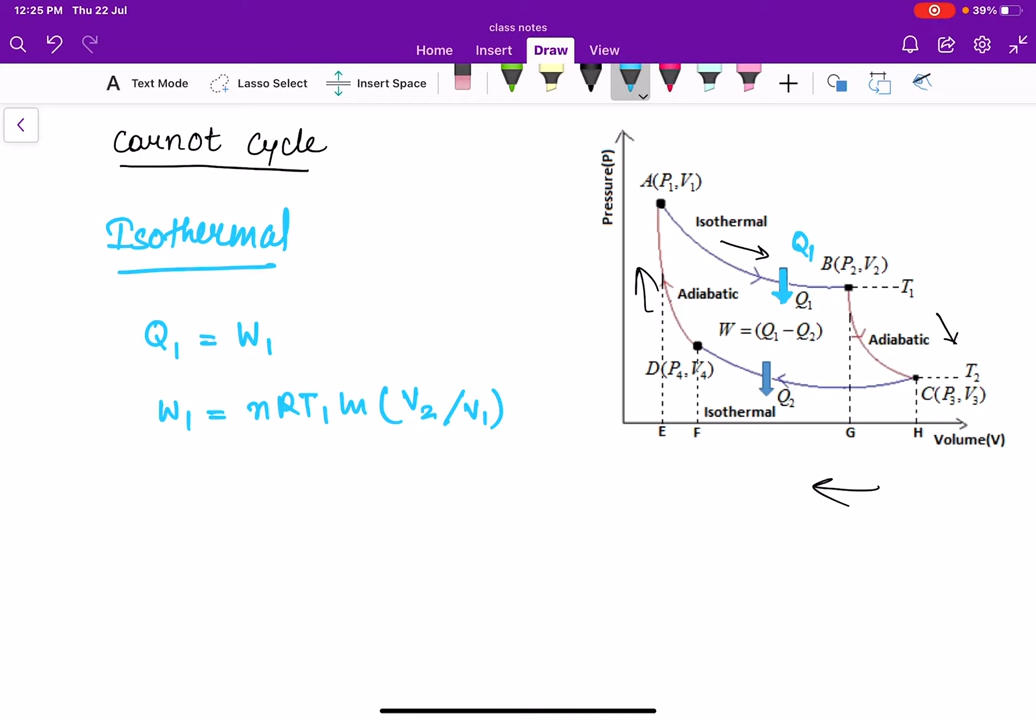 12:25 PM Thu 22 Jul
39%
class notes
Home Insert Draw View
A Text Mode Lasso Select Insert Space
Carnot cycle
Isothermal
Q₁ = W₁
W₁ = nRT₁ ln (V₂/V₁)
Pressure(P)
A(P₁,V₁)
Isothermal
Q₁
B(P₂,V₂)
T₁
Adiabatic
Q₁
W=(Q₁−Q₂)
Adiabatic
D(P₄,V₄)
T₂
Q₂
C(P₃,V₃)
Isothermal
E F G H
Volume(V)